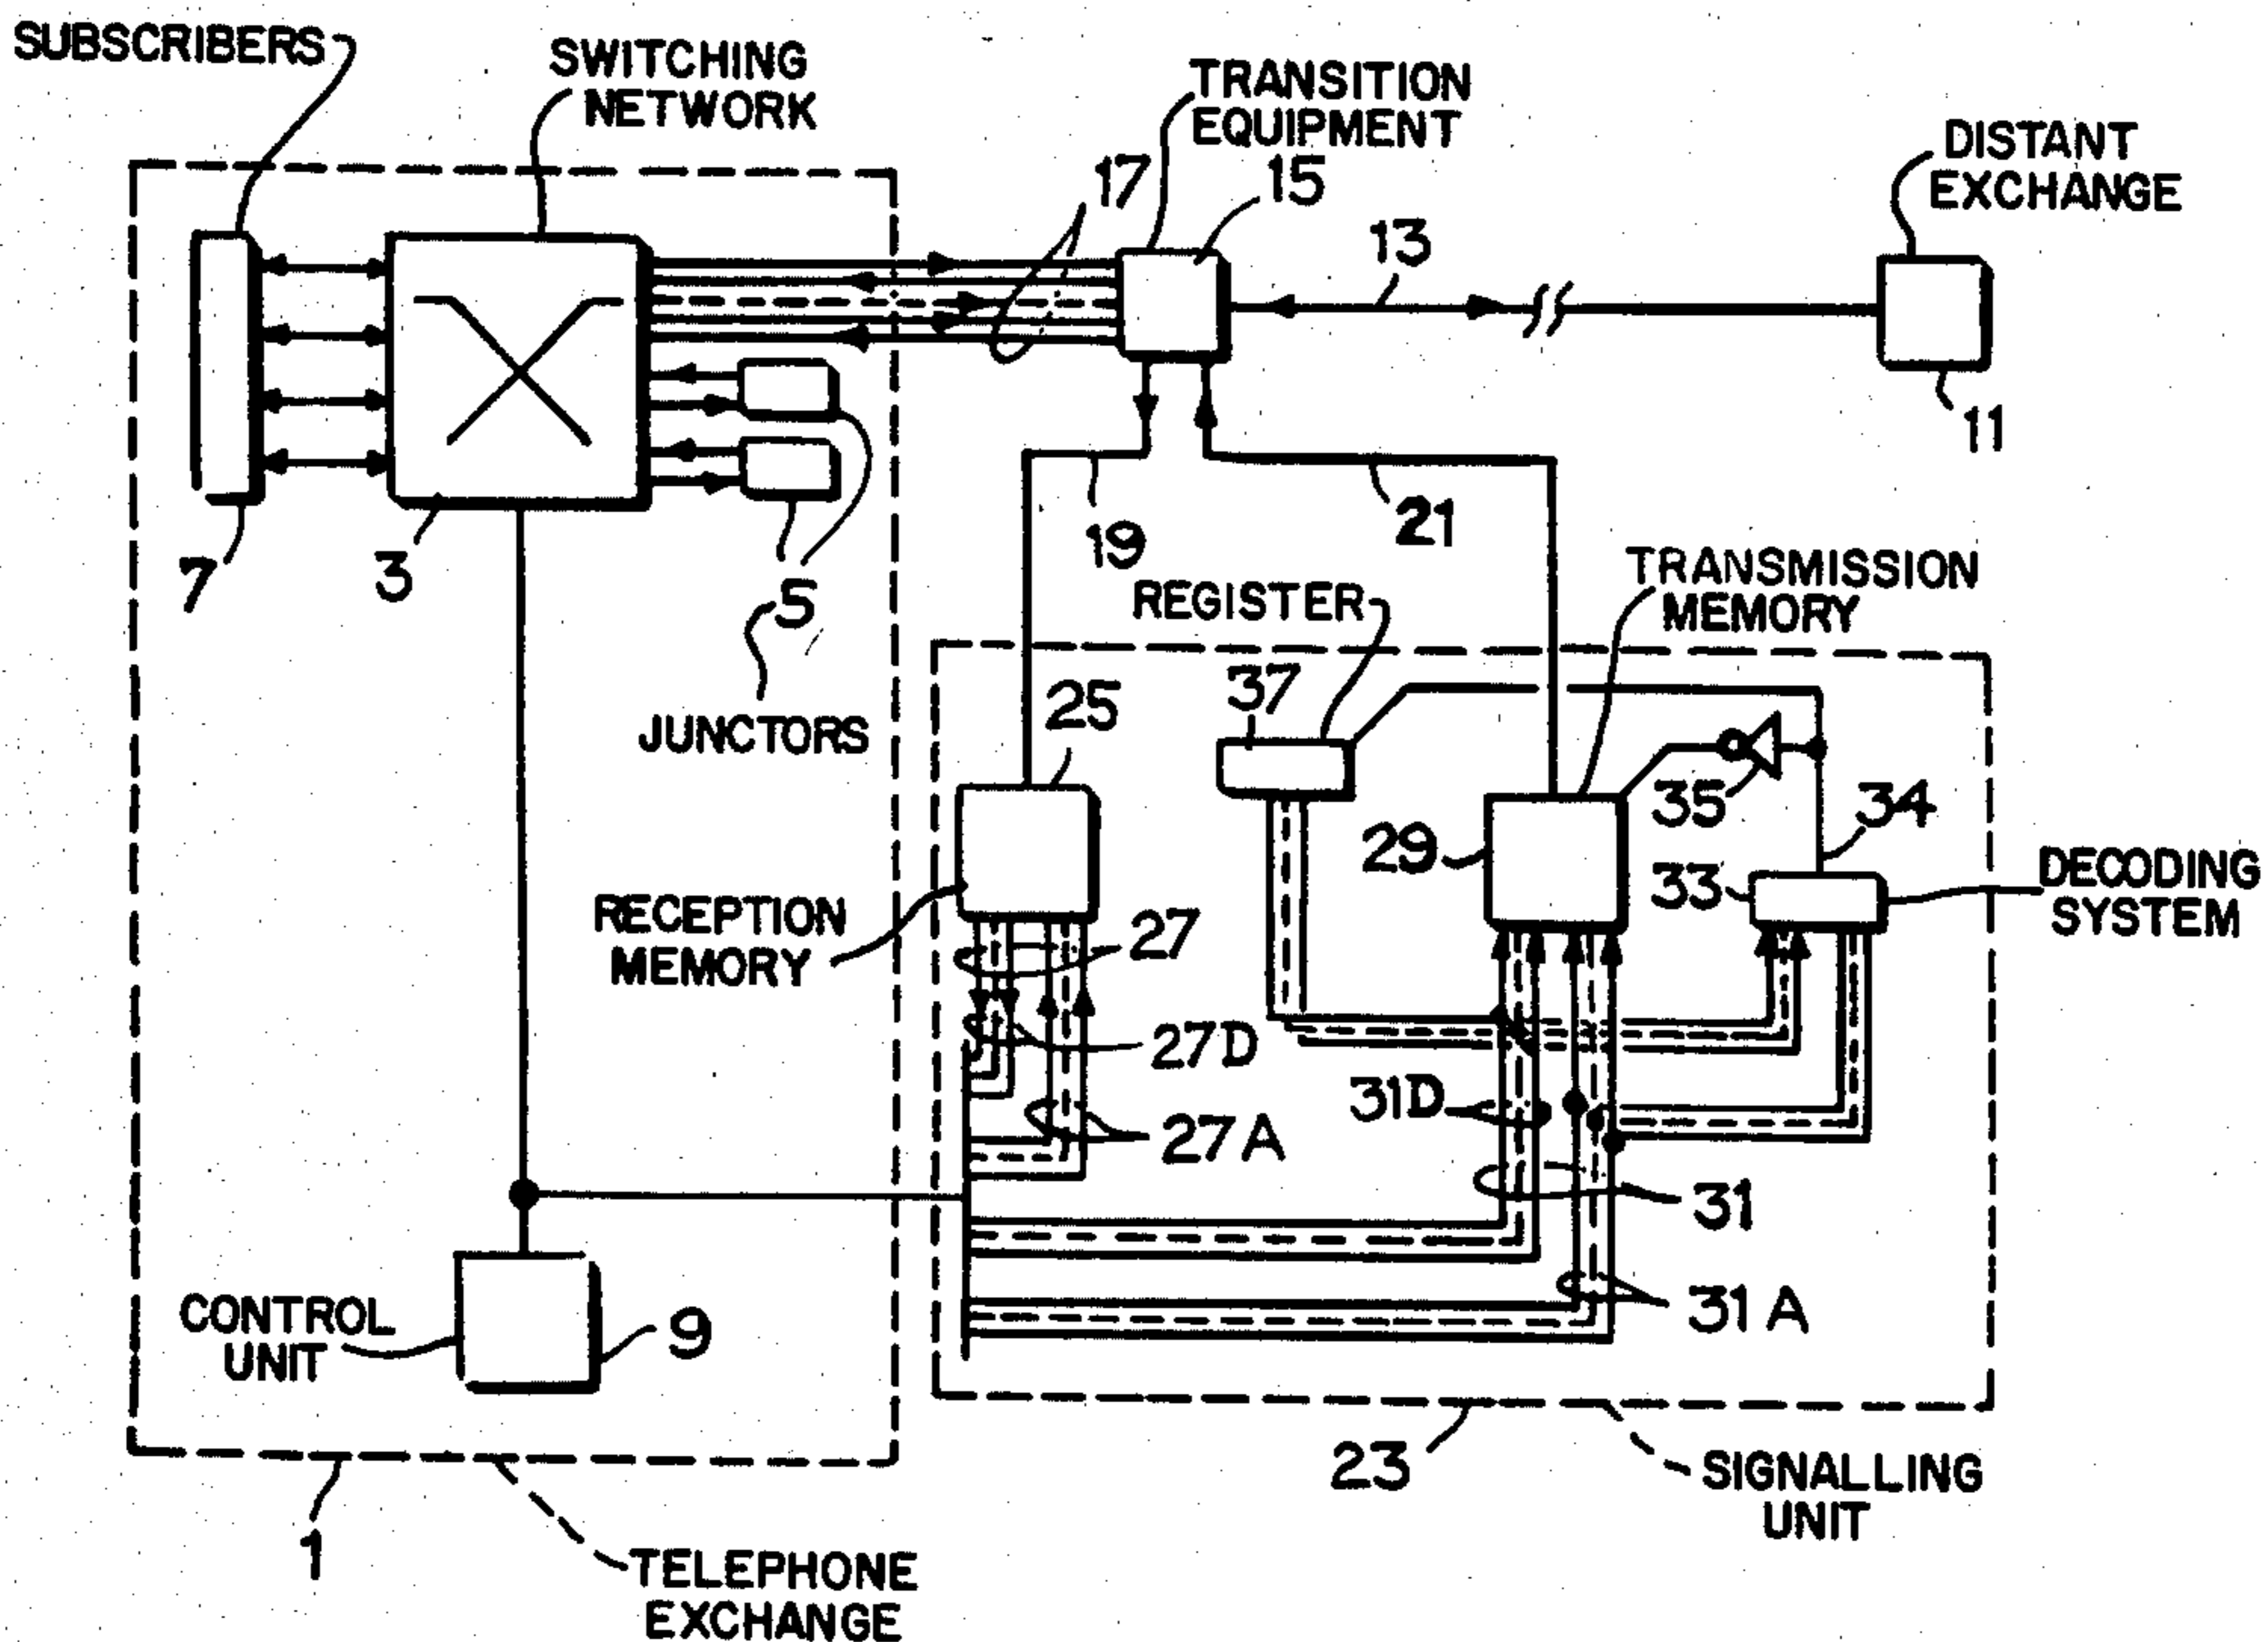 SUBSCRIBERS
SWITCHING
NETWORK
TRANSITION
EQUIPMENT
DISTANT
EXCHANGE
17
15
13
11
7
3
5
JUNCTORS
19
21
REGISTER
TRANSMISSION
MEMORY
37
25
35
34
29
33
DECODING
SYSTEM
RECEPTION
MEMORY
27
27D
31D
27A
31
31A
CONTROL
UNIT
9
23
SIGNALLING
UNIT
1
TELEPHONE
EXCHANGE